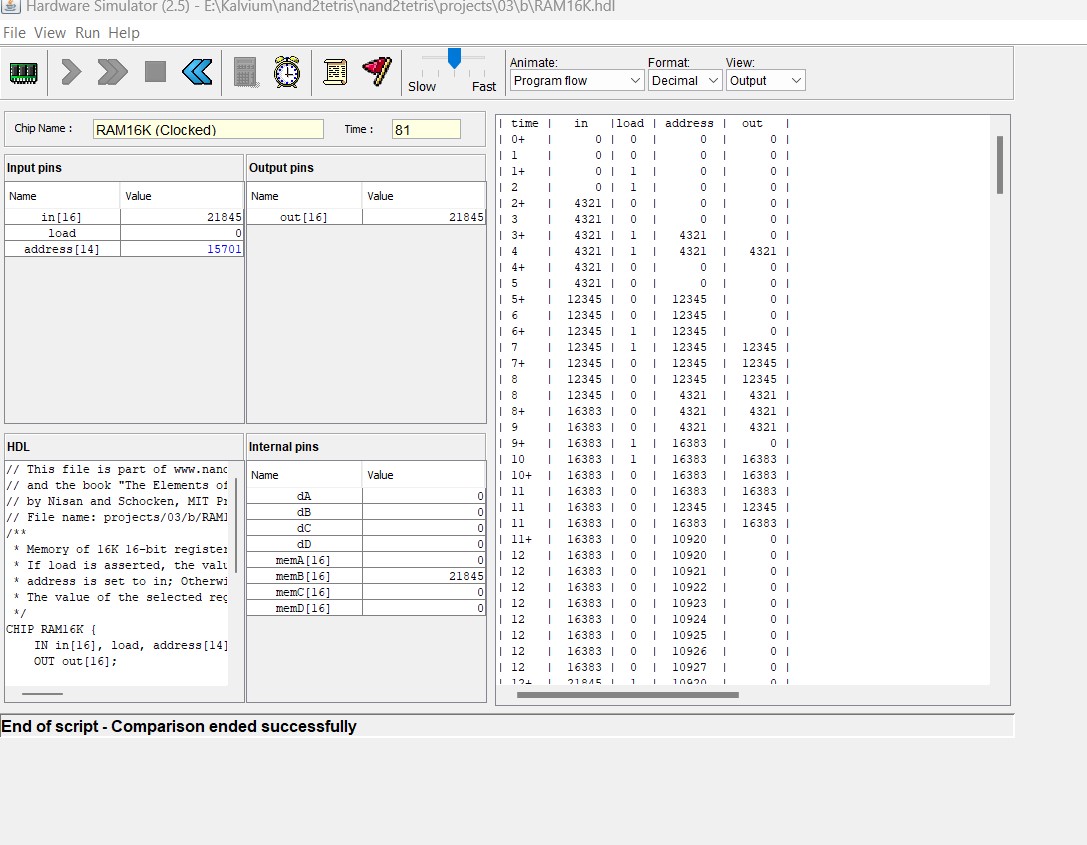 Hardware Simulator (2.5) - E:\Kalvium\nand2tetris\nand2tetris\projects\03\b\RAM16K.hdl
File View Run Help
Slow Fast
Animate: Format: View:
Program flow Decimal Output
Chip Name : RAM16K (Clocked) Time : 81
Input pins
Name Value
in[16] 21845
load 0
address[14] 15701
Output pins
Name Value
out[16] 21845
HDL
// This file is part of www.nand
// and the book "The Elements of
// by Nisan and Schocken, MIT Pr
// File name: projects/03/b/RAM1
/**
* Memory of 16K 16-bit register
* If load is asserted, the valu
* address is set to in; Otherwi
* The value of the selected reg
*/
CHIP RAM16K {
IN in[16], load, address[14]
OUT out[16];
Internal pins
Name Value
dA 0
dB 0
dC 0
dD 0
memA[16] 0
memB[16] 21845
memC[16] 0
memD[16] 0
| time | in |load | address | out |
| 0+ | 0 | 0 | 0 | 0 |
| 1 | 0 | 0 | 0 | 0 |
| 1+ | 0 | 1 | 0 | 0 |
| 2 | 0 | 1 | 0 | 0 |
| 2+ | 4321 | 0 | 0 | 0 |
| 3 | 4321 | 0 | 0 | 0 |
| 3+ | 4321 | 1 | 4321 | 0 |
| 4 | 4321 | 1 | 4321 | 4321 |
| 4+ | 4321 | 0 | 0 | 0 |
| 5 | 4321 | 0 | 0 | 0 |
| 5+ | 12345 | 0 | 12345 | 0 |
| 6 | 12345 | 0 | 12345 | 0 |
| 6+ | 12345 | 1 | 12345 | 0 |
| 7 | 12345 | 1 | 12345 | 12345 |
| 7+ | 12345 | 0 | 12345 | 12345 |
| 8 | 12345 | 0 | 12345 | 12345 |
| 8 | 12345 | 0 | 4321 | 4321 |
| 8+ | 16383 | 0 | 4321 | 4321 |
| 9 | 16383 | 0 | 4321 | 4321 |
| 9+ | 16383 | 1 | 16383 | 0 |
| 10 | 16383 | 1 | 16383 | 16383 |
| 10+ | 16383 | 0 | 16383 | 16383 |
| 11 | 16383 | 0 | 16383 | 16383 |
| 11 | 16383 | 0 | 12345 | 12345 |
| 11 | 16383 | 0 | 16383 | 16383 |
| 11+ | 16383 | 0 | 10920 | 0 |
| 12 | 16383 | 0 | 10920 | 0 |
| 12 | 16383 | 0 | 10921 | 0 |
| 12 | 16383 | 0 | 10922 | 0 |
| 12 | 16383 | 0 | 10923 | 0 |
| 12 | 16383 | 0 | 10924 | 0 |
| 12 | 16383 | 0 | 10925 | 0 |
| 12 | 16383 | 0 | 10926 | 0 |
| 12 | 16383 | 0 | 10927 | 0 |
| 12+ | 21845 | 1 | 10920 | 0 |
End of script - Comparison ended successfully